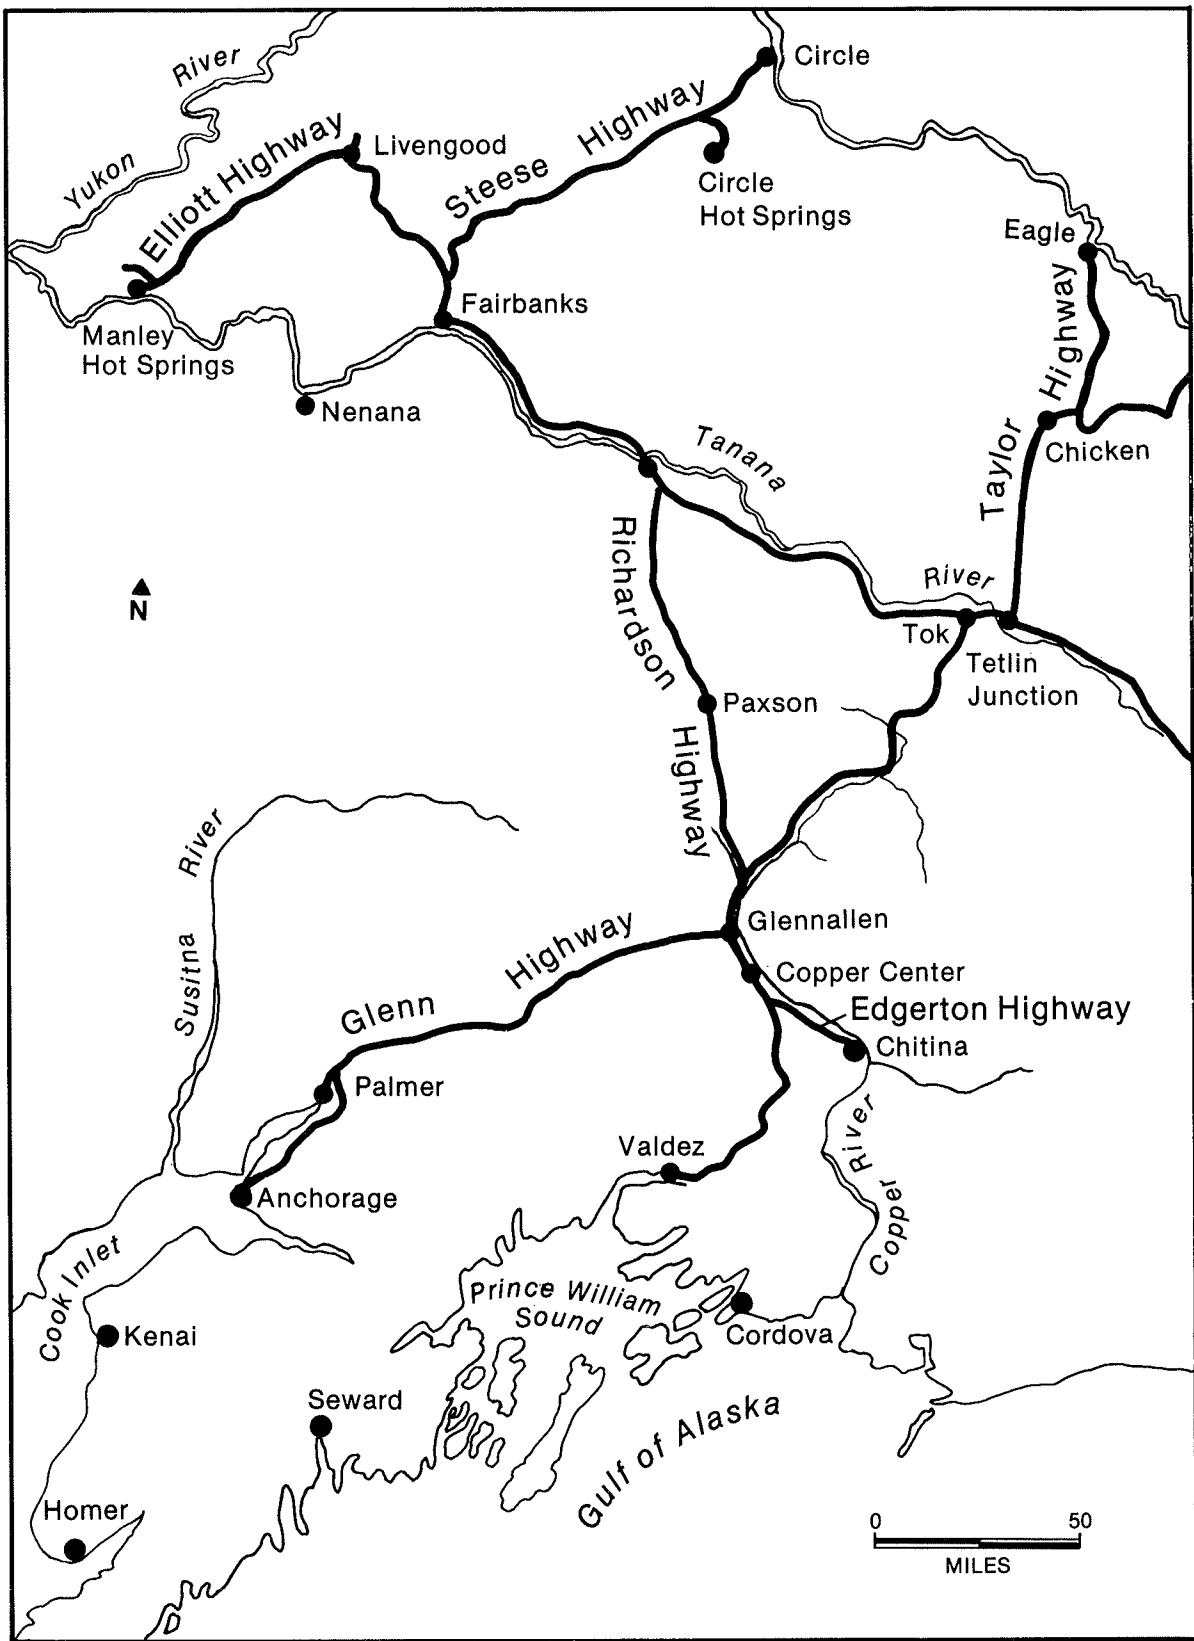 River
Yukon
Elliott Highway
Livengood
Steese Highway
Circle
Circle
Hot Springs
Eagle
Fairbanks
Manley
Hot Springs
Nenana
Taylor Highway
Chicken
Tanana
River
Richardson
Highway
N
Tok
Tetlin
Junction
Paxson
Susitna River
Glennallen
Glenn Highway
Copper Center
Edgerton Highway
Chitina
Palmer
Copper River
Valdez
Anchorage
Cook Inlet
Prince William
Sound
Cordova
Kenai
Seward
Gulf of Alaska
Homer
0 50
MILES